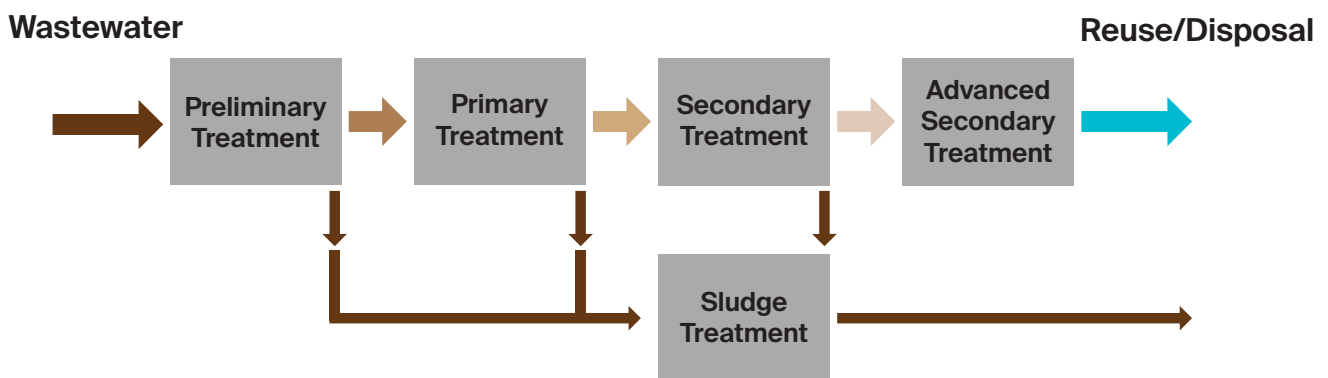 Wastewater
Reuse/Disposal
Preliminary
Treatment
Primary
Treatment
Secondary
Treatment
Advanced
Secondary
Treatment
Sludge
Treatment